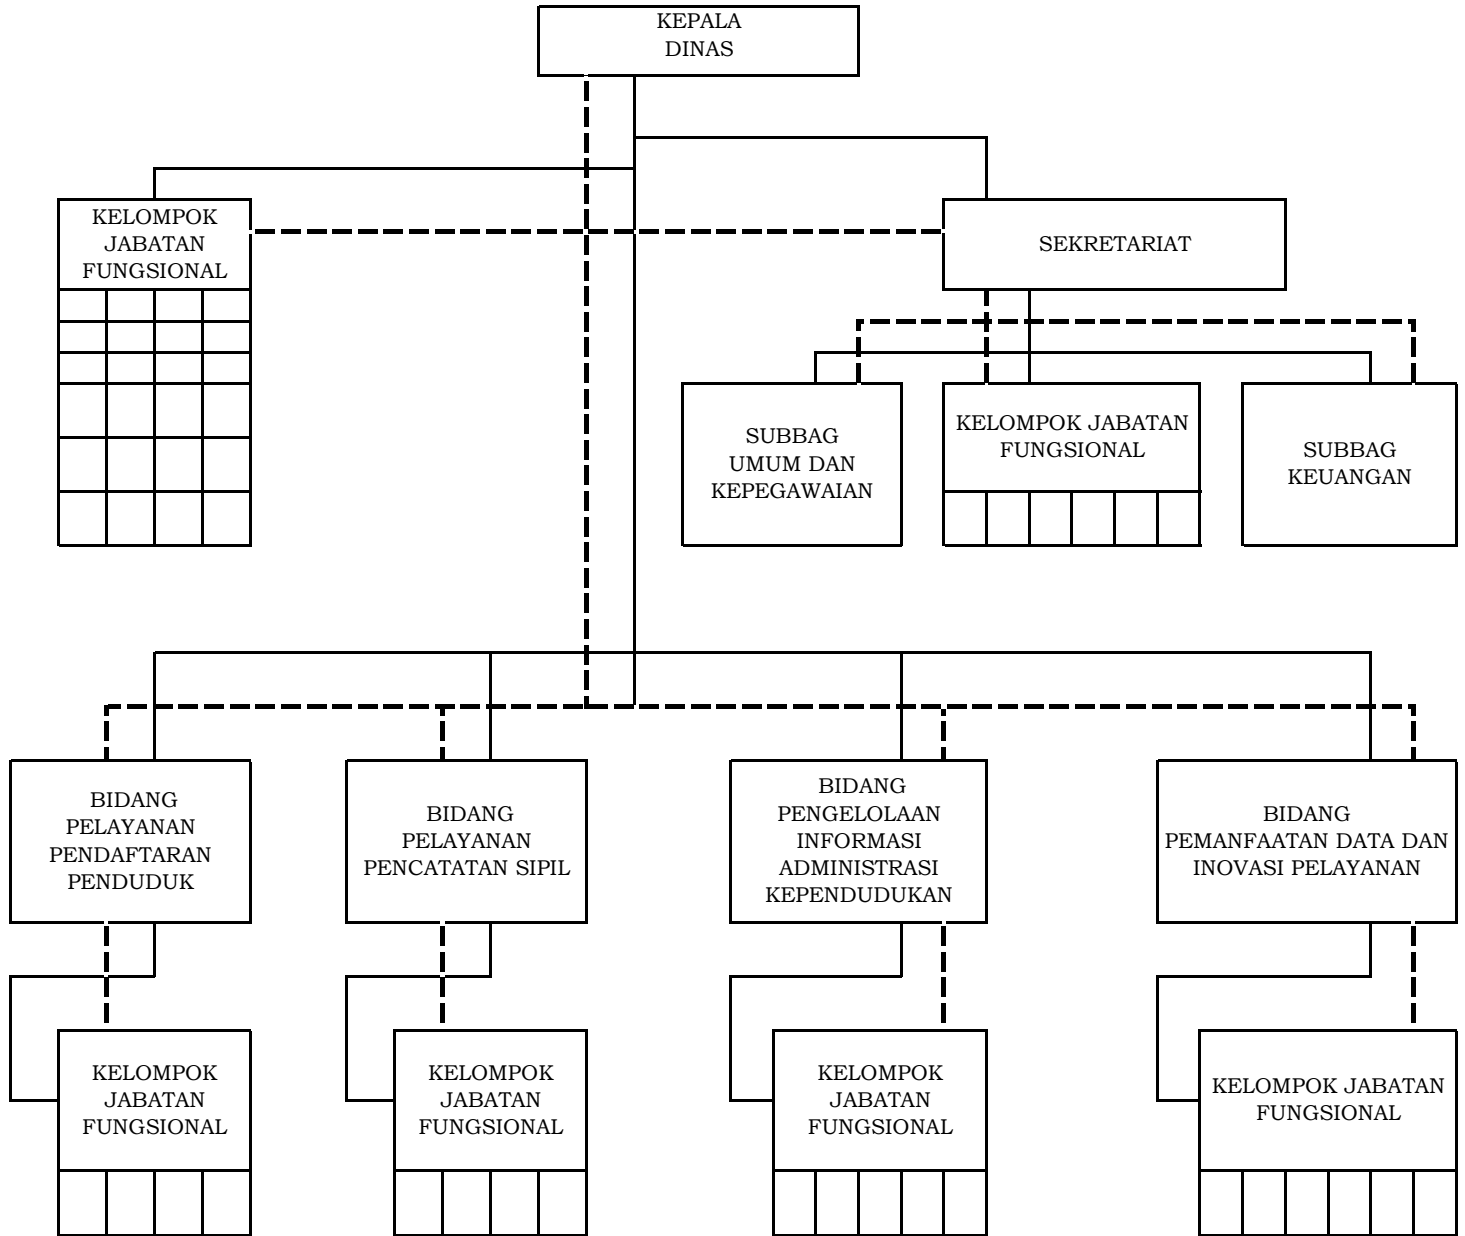 KEPALA
DINAS
KELOMPOK
JABATAN
FUNGSIONAL
SEKRETARIAT
SUBBAG
UMUM DAN
KEPEGAWAIAN
KELOMPOK JABATAN
FUNGSIONAL
SUBBAG
KEUANGAN
BIDANG
PELAYANAN
PENDAFTARAN
PENDUDUK
BIDANG
PELAYANAN
PENCATATAN SIPIL
BIDANG
PENGELOLAAN
INFORMASI
ADMINISTRASI
KEPENDUDUKAN
BIDANG
PEMANFAATAN DATA DAN
INOVASI PELAYANAN
KELOMPOK
JABATAN
FUNGSIONAL
KELOMPOK
JABATAN
FUNGSIONAL
KELOMPOK
JABATAN
FUNGSIONAL
KELOMPOK JABATAN
FUNGSIONAL